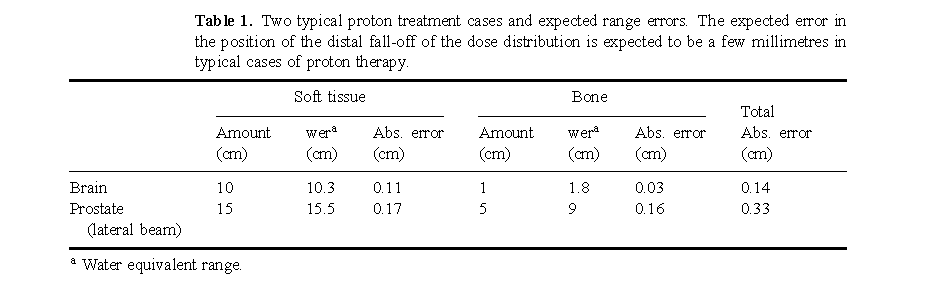 Table 1. Two typical proton treatment cases and expected range errors. The expected error in
the position of the distal fall-off of the dose distribution is expected to be a few millimetres in
typical cases of proton therapy.
Soft tissue Bone
Total
Amount wer^a Abs. error Amount wer^a Abs. error Abs. error
(cm) (cm) (cm) (cm) (cm) (cm) (cm)
Brain 10 10.3 0.11 1 1.8 0.03 0.14
Prostate 15 15.5 0.17 5 9 0.16 0.33
(lateral beam)
^a Water equivalent range.